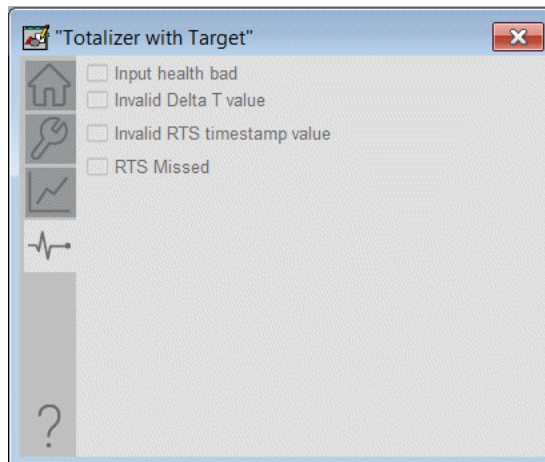 "Totalizer with Target"
Input health bad
Invalid Delta T value
Invalid RTS timestamp value
RTS Missed
?